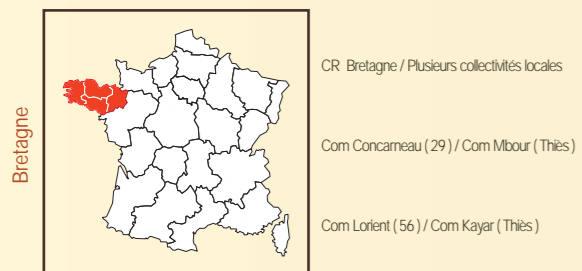 Bretagne
CR Bretagne / Plusieurs collectivités locales
Com Concarneau ( 29 ) / Com Mbour ( Thiès )
Com Lorient ( 56 ) / Com Kayar ( Thiès )